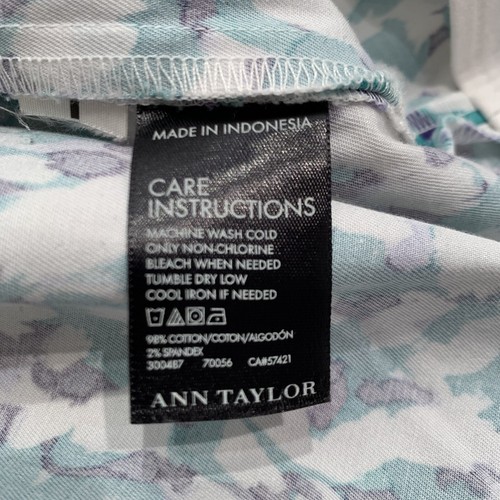 MADE IN INDONESIA
CARE
INSTRUCTIONS
MACHINE WASH COLD
ONLY NON-CHLORINE
BLEACH WHEN NEEDED
TUMBLE DRY LOW
COOL IRON IF NEEDED
98% COTTON/COTON/ALGODÓN
2% SPANDEX
300487 70056 CA#57421
ANN TAYLOR